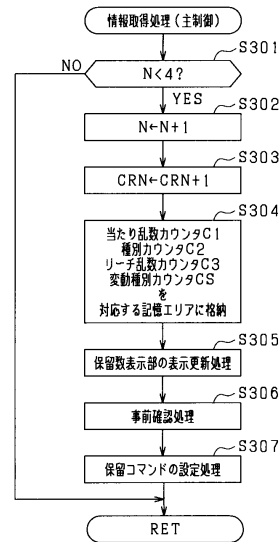 情報取得処理(主制御)
S301
NO
N<4?
YES
S302
N←N+1
S303
CRN←CRN+1
S304
当たり乱数カウンタC1
種別カウンタC2
リーチ乱数カウンタC3
変動種別カウンタCS
を
対応する記憶エリアに格納
S305
保留数表示部の表示更新処理
S306
事前確認処理
S307
保留コマンドの設定処理
RET